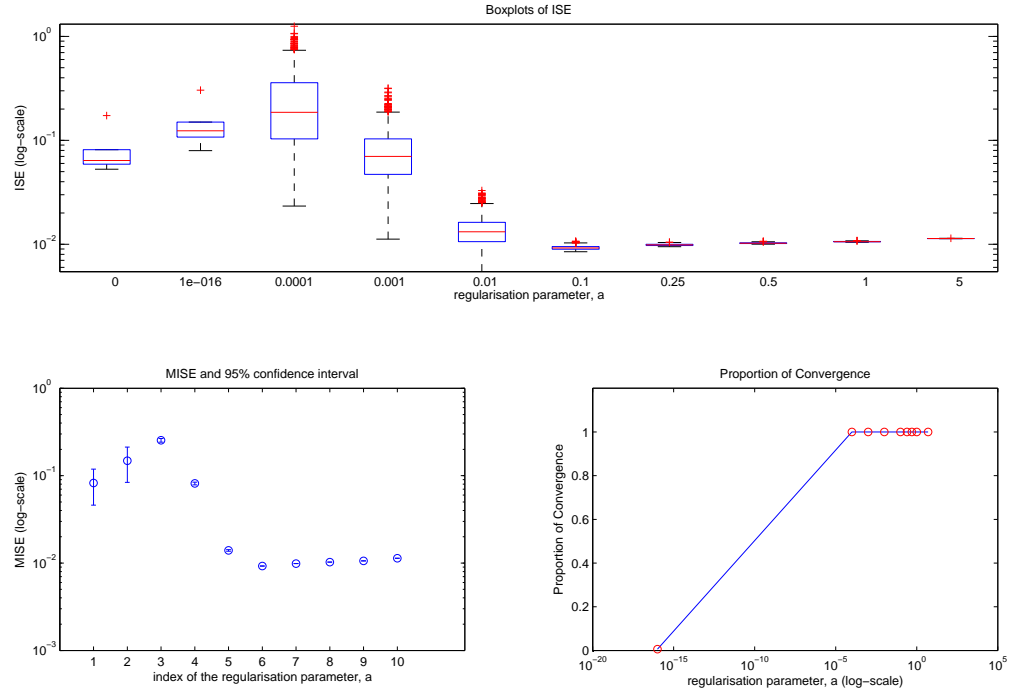 Boxplots of ISE
ISE (log−scale)
10^0
10^−1
10^−2
0 1e−016 0.0001 0.001 0.01 0.1 0.25 0.5 1 5
regularisation parameter, a
MISE and 95% confidence interval
MISE (log−scale)
10^0
10^−1
10^−2
10^−3
1 2 3 4 5 6 7 8 9 10
index of the regularisation parameter, a
Proportion of Convergence
Proportion of Convergence
1
0.8
0.6
0.4
0.2
0
10^−20 10^−15 10^−10 10^−5 10^0 10^5
regularisation parameter, a (log−scale)